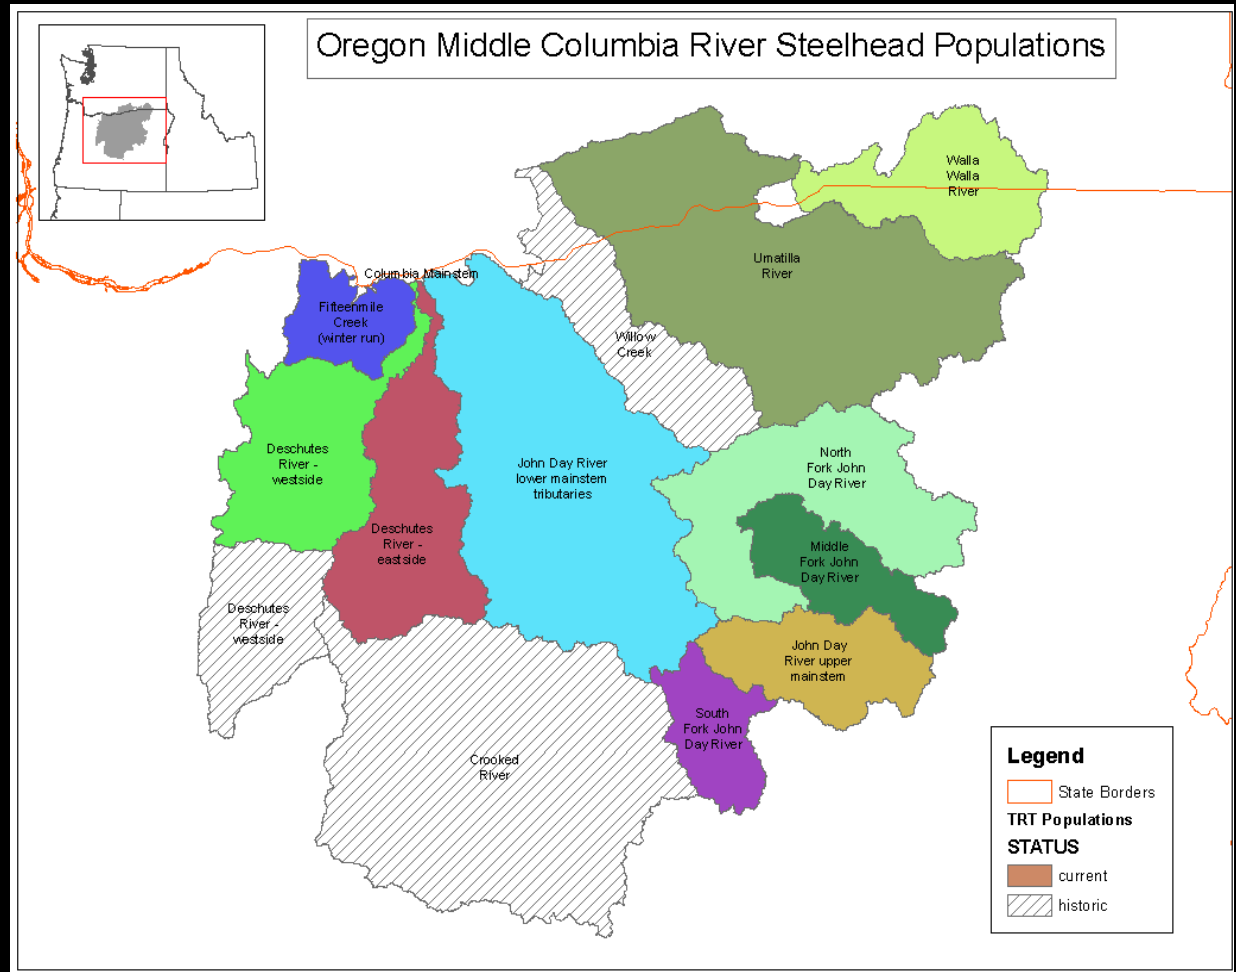 Oregon Middle Columbia River Steelhead Populations
Walla
Walla
River
Umatilla
River
Columbia Mainstem
Fifteenmile
Creek
(winter run)
Willow
Creek
Deschutes
River -
westside
John Day River
lower mainstem
tributaries
North
Fork John
Day River
Deschutes
River -
eastside
Middle
Fork John
Day River
Deschutes
River -
westside
John Day
River upper
mainstem
South
Fork John
Day River
Crooked
River
Legend
State Borders
TRT Populations
STATUS
current
historic